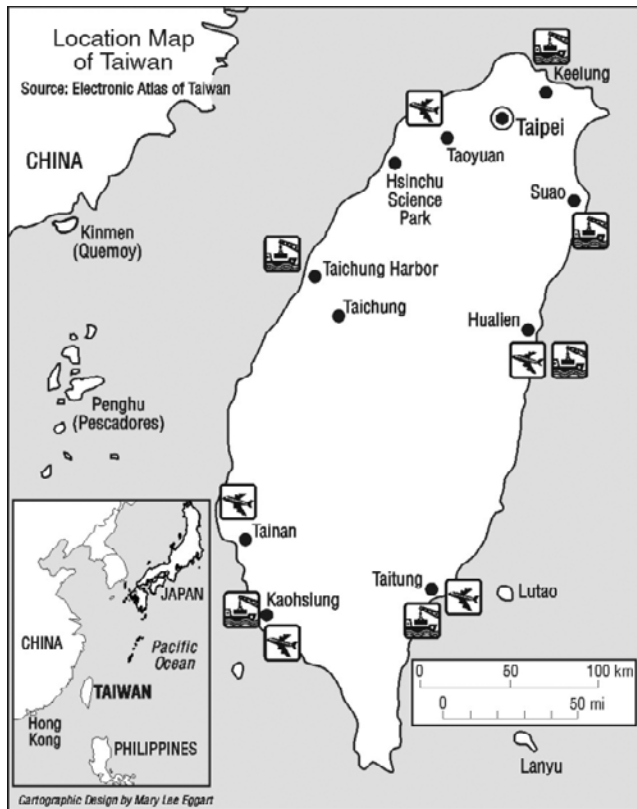 Location Map
of Taiwan
Source: Electronic Atlas of Taiwan
CHINA
Kinmen
(Quemoy)
Keelung
Taipei
Taoyuan
Hsinchu
Science
Park
Suao
Taichung Harbor
Taichung
Huallen
Penghu
(Pescadores)
Tainan
Kaohslung
Taitung
Lutao
Lanyu
0 50 100 km
0 50 mi
JAPAN
CHINA
Pacific
Ocean
TAIWAN
Hong
Kong
PHILIPPINES
Cartographic Design by Mary Lee Eggart